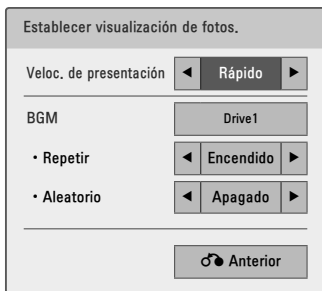 Establecer visualización de fotos.
Veloc. de presentación ◄ Rápido ►
BGM Drive1
• Repetir ◄ Encendido ►
• Aleatorio ◄ Apagado ►
Anterior